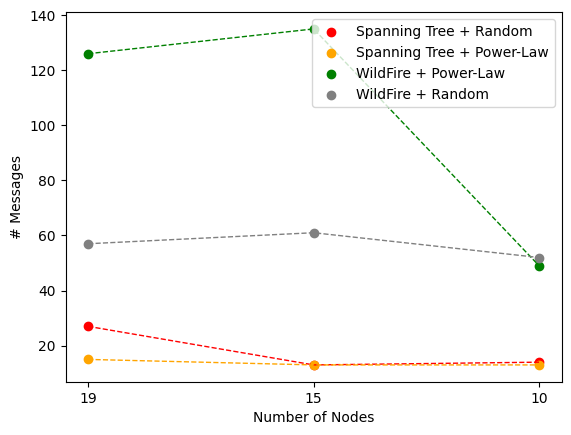 140
120
100
80
60
40
20
# Messages
Spanning Tree + Random
Spanning Tree + Power-Law
WildFire + Power-Law
WildFire + Random
19
15
10
Number of Nodes